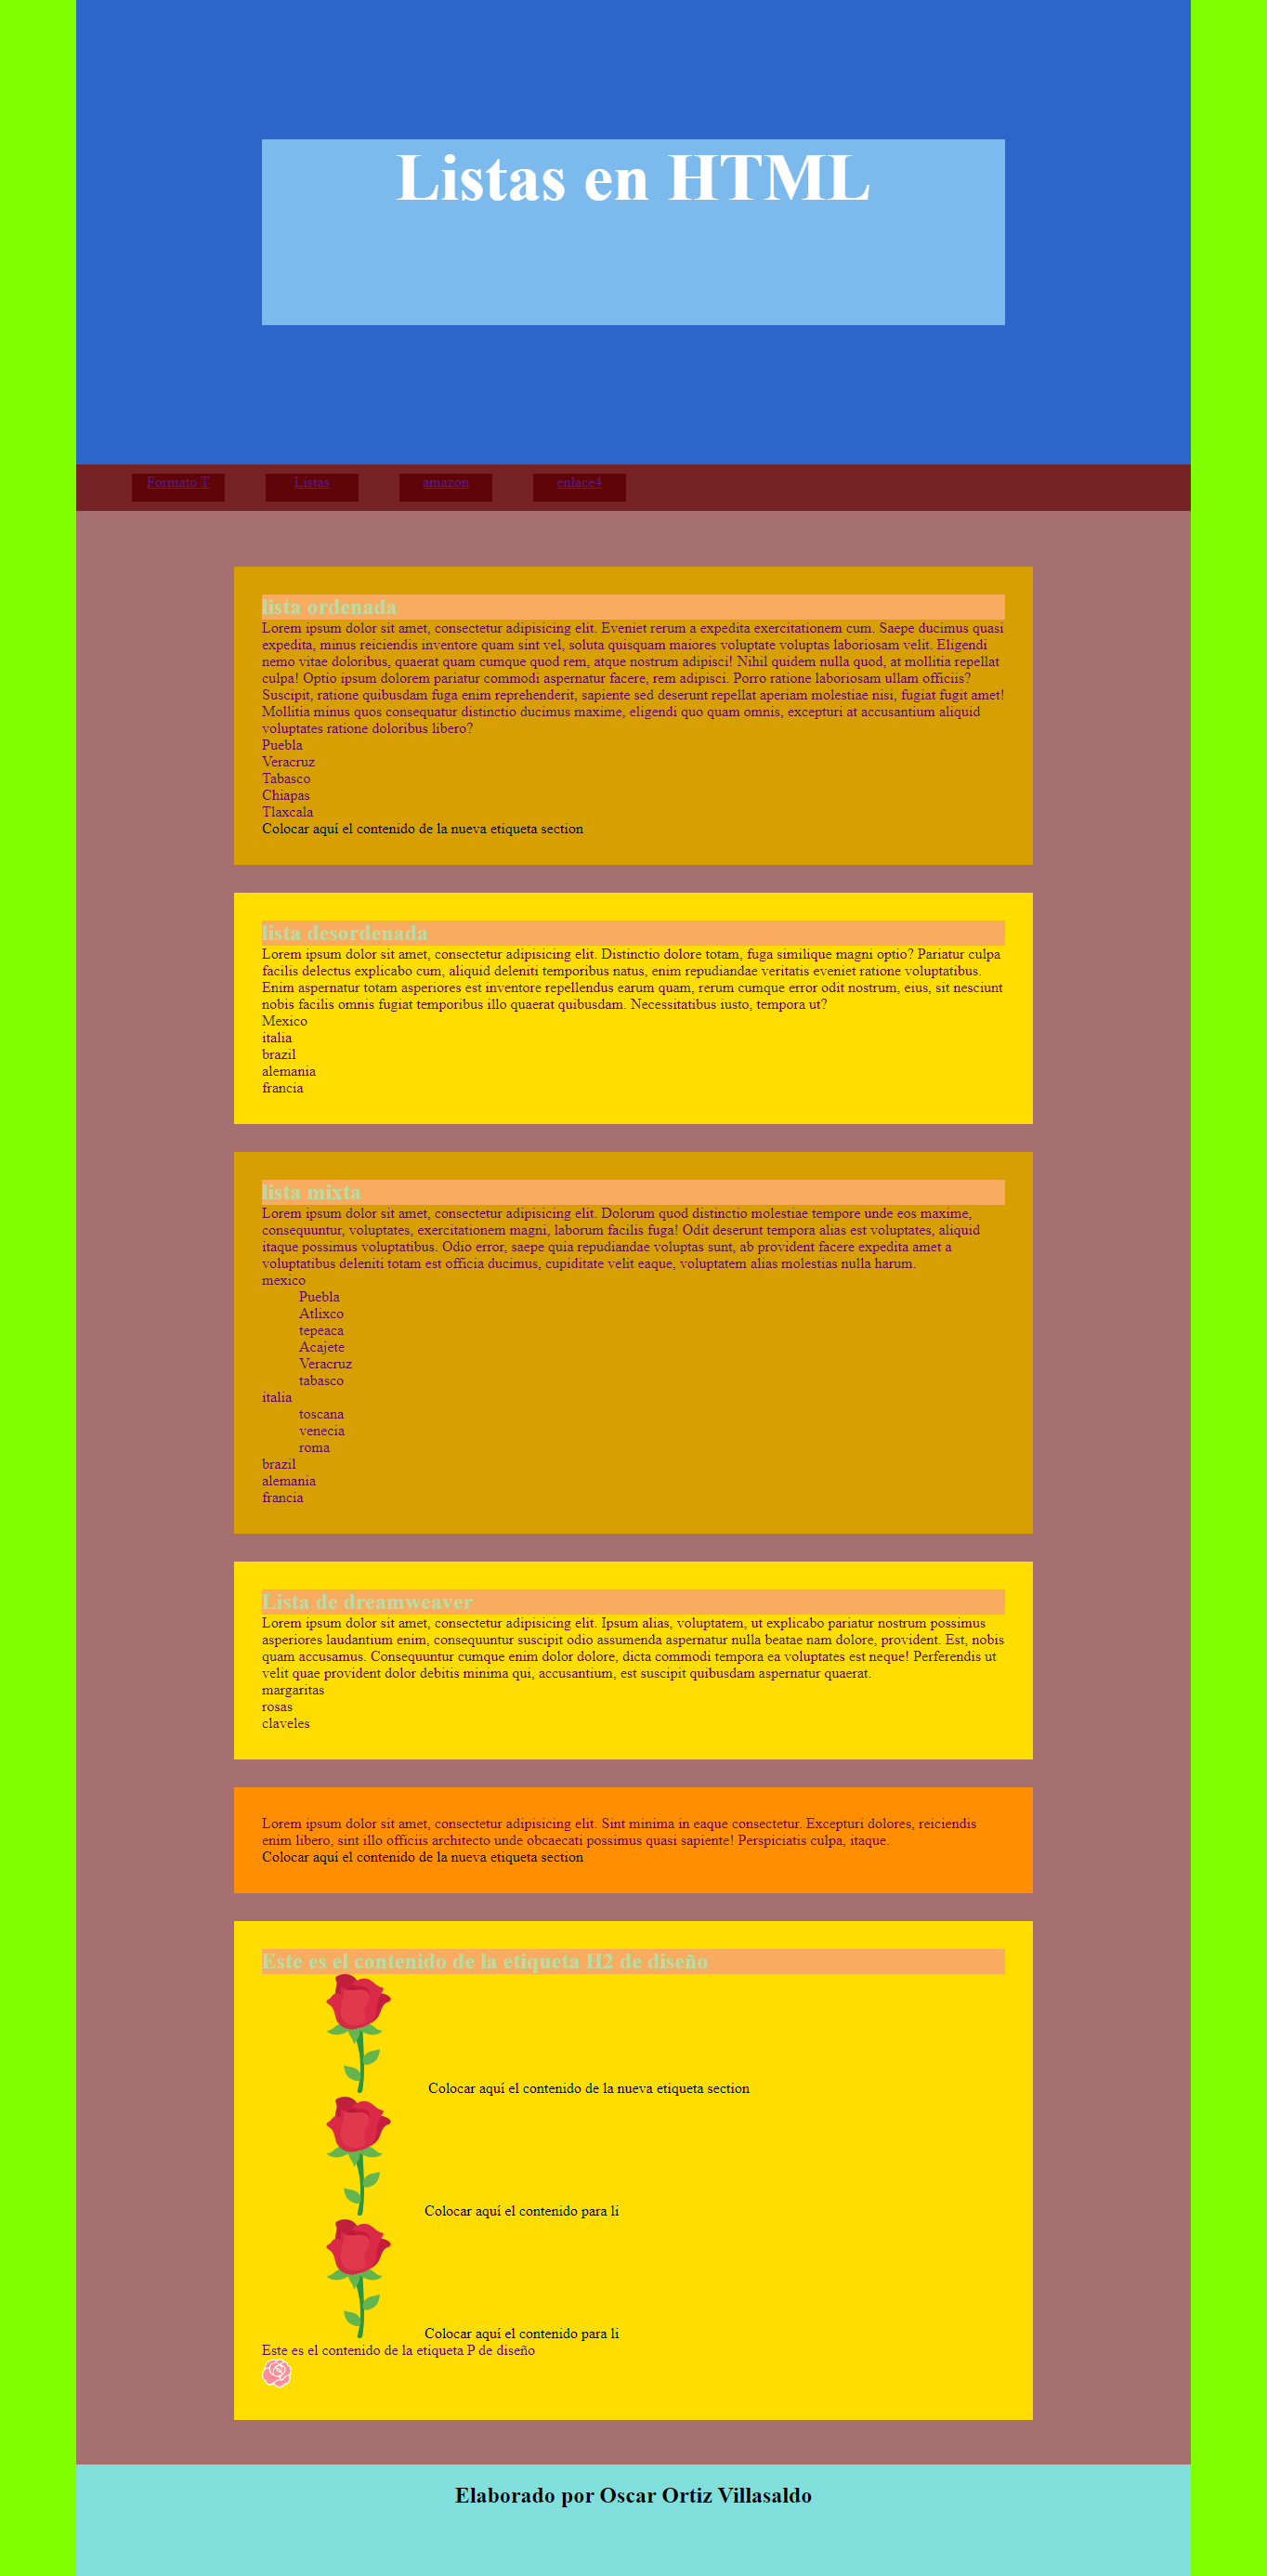 Listas en HTML
Formato T Listas amazon enlace4
lista ordenada
Lorem ipsum dolor sit amet, consectetur adipisicing elit. Eveniet rerum a expedita exercitationem cum. Saepe ducimus quasi
expedita, minus reiciendis inventore quam sint vel, soluta quisquam maiores voluptate voluptas laboriosam velit. Eligendi
nemo vitae doloribus, quaerat quam cumque quod rem, atque nostrum adipisci! Nihil quidem nulla quod, at mollitia repellat
culpa! Optio ipsum dolorem pariatur commodi aspernatur facere, rem adipisci. Porro ratione laboriosam ullam officiis?
Suscipit, ratione quibusdam fuga enim reprehenderit, sapiente sed deserunt repellat aperiam molestiae nisi, fugiat fugit amet!
Mollitia minus quos consequatur distinctio ducimus maxime, eligendi quo quam omnis, excepturi at accusantium aliquid
voluptates ratione doloribus libero?
Puebla
Veracruz
Tabasco
Chiapas
Tlaxcala
Colocar aquí el contenido de la nueva etiqueta section
lista desordenada
Lorem ipsum dolor sit amet, consectetur adipisicing elit. Distinctio dolore totam, fuga similique magni optio? Pariatur culpa
facilis delectus explicabo cum, aliquid deleniti temporibus natus, enim repudiandae veritatis eveniet ratione voluptatibus.
Enim aspernatur totam asperiores est inventore repellendus earum quam, rerum cumque error odit nostrum, eius, sit nesciunt
nobis facilis omnis fugiat temporibus illo quaerat quibusdam. Necessitatibus iusto, tempora ut?
Mexico
italia
brazil
alemania
francia
lista mixta
Lorem ipsum dolor sit amet, consectetur adipisicing elit. Dolorum quod distinctio molestiae tempore unde eos maxime,
consequuntur, voluptates, exercitationem magni, laborum facilis fuga! Odit deserunt tempora alias est voluptates, aliquid
itaque possimus voluptatibus. Odio error, saepe quia repudiandae voluptas sunt, ab provident facere expedita amet a
voluptatibus deleniti totam est officia ducimus, cupiditate velit eaque, voluptatem alias molestias nulla harum.
mexico
Puebla
Atlixco
tepeaca
Acajete
Veracruz
tabasco
italia
toscana
venecia
roma
brazil
alemania
francia
Lista de dreamweaver
Lorem ipsum dolor sit amet, consectetur adipisicing elit. Ipsum alias, voluptatem, ut explicabo pariatur nostrum possimus
asperiores laudantium enim, consequuntur suscipit odio assumenda aspernatur nulla beatae nam dolore, provident. Est, nobis
quam accusamus. Consequuntur cumque enim dolor dolore, dicta commodi tempora ea voluptates est neque! Perferendis ut
velit quae provident dolor debitis minima qui, accusantium, est suscipit quibusdam aspernatur quaerat.
margaritas
rosas
claveles
Lorem ipsum dolor sit amet, consectetur adipisicing elit. Sint minima in eaque consectetur. Excepturi dolores, reiciendis
enim libero, sint illo officiis architecto unde obcaecati possimus quasi sapiente! Perspiciatis culpa, itaque.
Colocar aquí el contenido de la nueva etiqueta section
Este es el contenido de la etiqueta H2 de diseño
Colocar aquí el contenido de la nueva etiqueta section
Colocar aquí el contenido para li
Colocar aquí el contenido para li
Este es el contenido de la etiqueta P de diseño
Elaborado por Oscar Ortiz Villasaldo